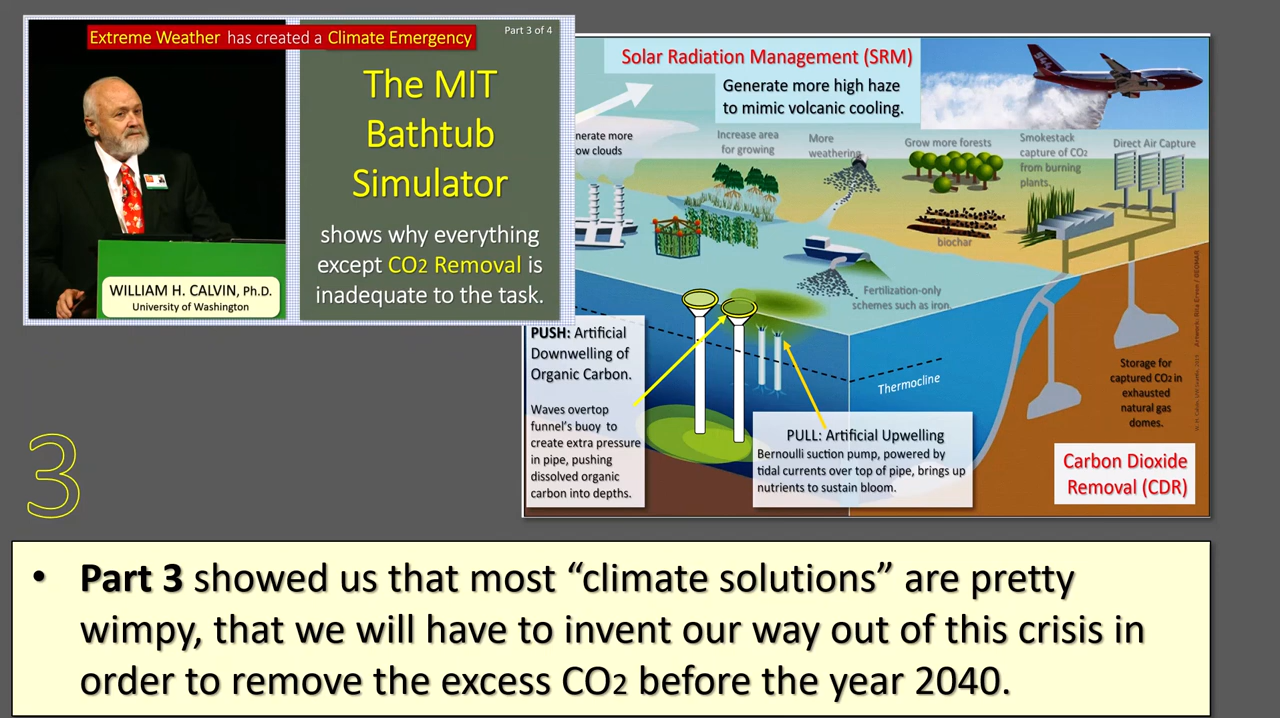 Extreme Weather has created a Climate Emergency
Part 3 of 4
The MIT
Bathtub
Simulator
shows why everything
except CO2 Removal is
inadequate to the task.
WILLIAM H. CALVIN, Ph.D.
University of Washington
Solar Radiation Management (SRM)
Generate more high haze
to mimic volcanic cooling.
nerate more
ow clouds
Increase area
for growing
More
weathering
Grow more forests
Smokestack
capture of CO2
from burning
plants.
Direct Air Capture
biochar
Fertilization-only
schemes such as iron.
PUSH: Artificial
Downwelling of
Organic Carbon.
Waves overtop
funnel's buoy to
create extra pressure
in pipe, pushing
dissolved organic
carbon into depths.
Thermocline
PULL: Artificial Upwelling
Bernoulli suction pump, powered by
tidal currents over top of pipe, brings up
nutrients to sustain bloom.
Storage for
captured CO2 in
exhausted
natural gas
domes.
Carbon Dioxide
Removal (CDR)
3
• Part 3 showed us that most “climate solutions” are pretty
wimpy, that we will have to invent our way out of this crisis in
order to remove the excess CO2 before the year 2040.